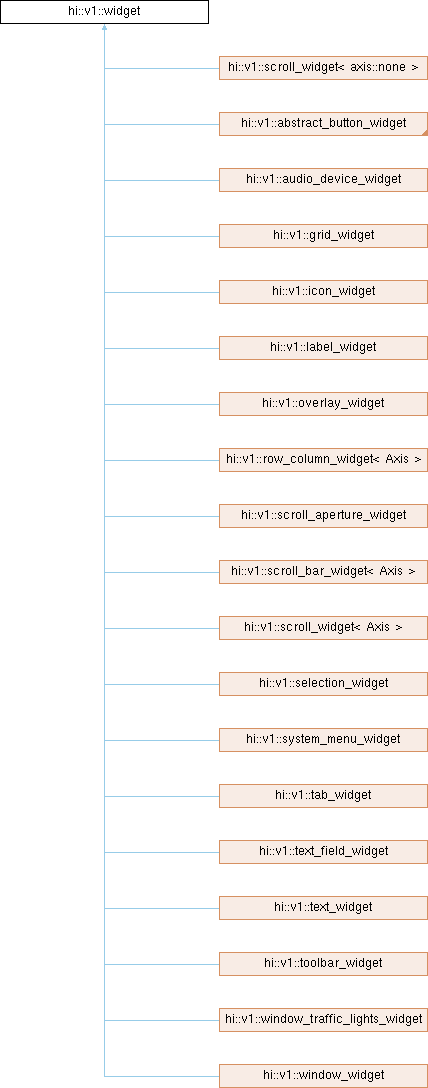 hi::v1::widget
hi::v1::scroll_widget< axis::none >
hi::v1::abstract_button_widget
hi::v1::audio_device_widget
hi::v1::grid_widget
hi::v1::icon_widget
hi::v1::label_widget
hi::v1::overlay_widget
hi::v1::row_column_widget< Axis >
hi::v1::scroll_aperture_widget
hi::v1::scroll_bar_widget< Axis >
hi::v1::scroll_widget< Axis >
hi::v1::selection_widget
hi::v1::system_menu_widget
hi::v1::tab_widget
hi::v1::text_field_widget
hi::v1::text_widget
hi::v1::toolbar_widget
hi::v1::window_traffic_lights_widget
hi::v1::window_widget